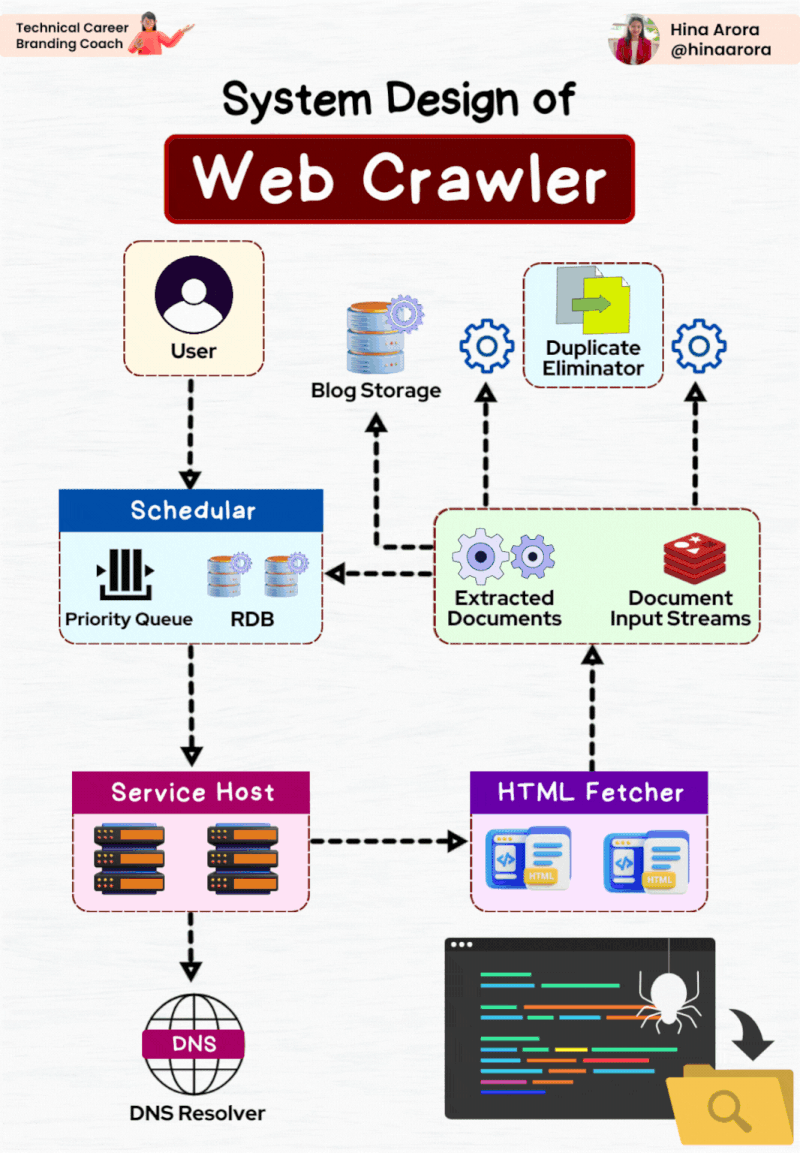 Technical Career
Branding Coach
Hina Arora
@hinaarora
System Design of
Web Crawler
User
Blog Storage
Duplicate
Eliminator
Schedular
Priority Queue
RDB
Extracted
Documents
Document
Input Streams
Service Host
HTML Fetcher
HTML
HTML
DNS
DNS Resolver